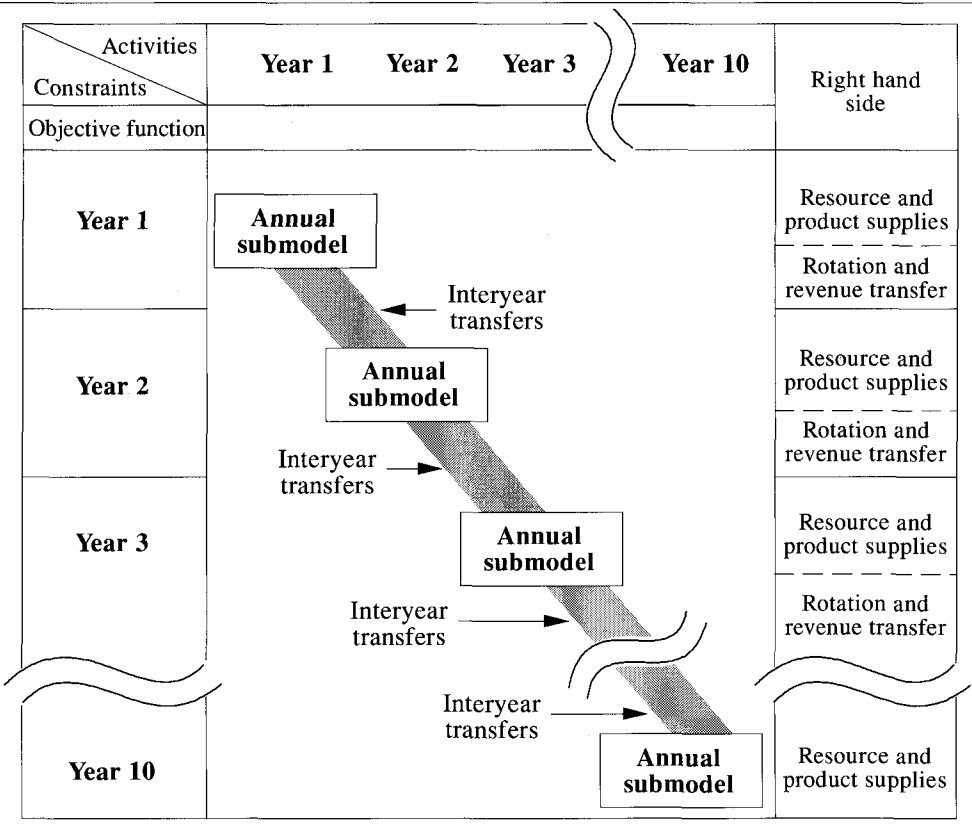 Activities
Constraints
Year 1
Year 2
Year 3
Year 10
Right hand
side
Objective function
Year 1
Annual
submodel
Resource and
product supplies
Rotation and
revenue transfer
Interyear
transfers
Year 2
Annual
submodel
Resource and
product supplies
Rotation and
revenue transfer
Interyear
transfers
Year 3
Annual
submodel
Resource and
product supplies
Rotation and
revenue transfer
Interyear
transfers
Interyear
transfers
Year 10
Annual
submodel
Resource and
product supplies